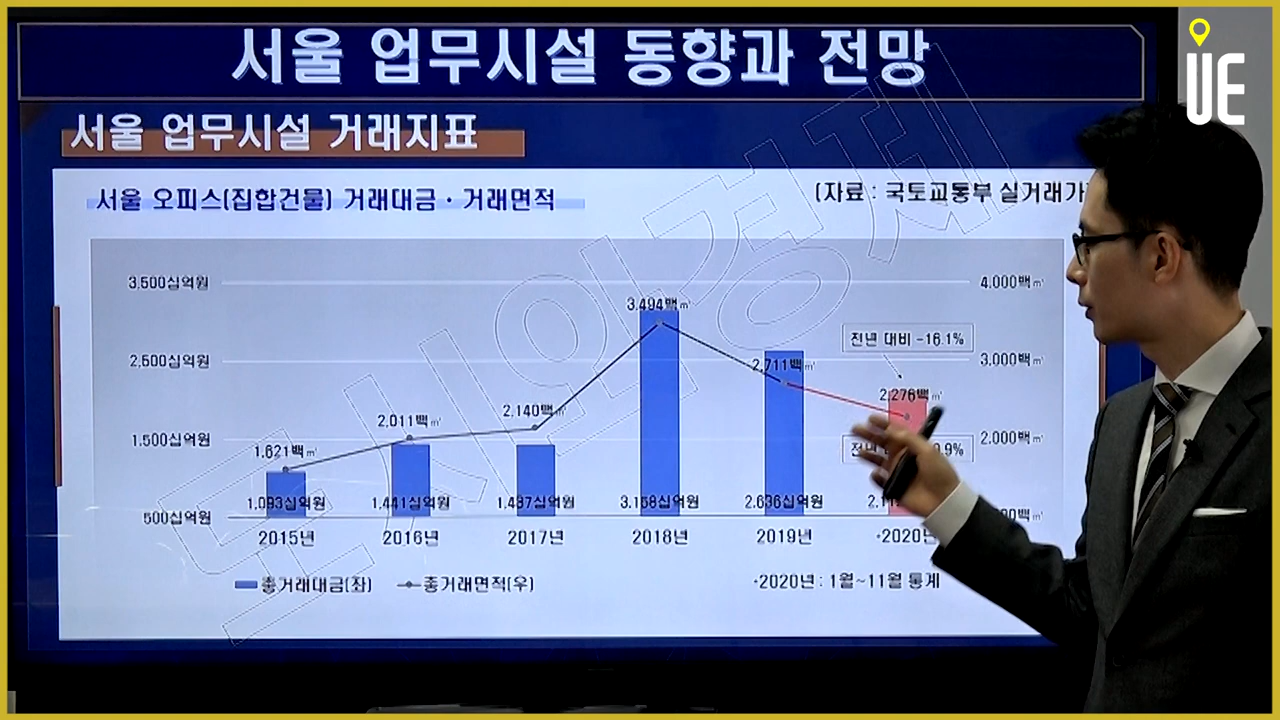 서울 업무시설 동향과 전망
UE
서울 업무시설 거래지표
서울 오피스(집합건물) 거래대금·거래면적
(자료 : 국토교통부 실거래가
3,500십억원
2,500십억원
1,500십억원
500십억원
4,000백㎡
3,000백㎡
2,000백㎡
1,621백㎡
2,011백㎡
2,140백㎡
3,494백㎡
2,711백㎡
2,276백㎡
전년 대비 -16.1%
1,093십억원
1,441십억원
1,437십억원
3,158십억원
2,636십억원
2015년
2016년
2017년
2018년
2019년
*2020년
총거래대금(좌)
총거래면적(우)
*2020년 : 1월~11월 통계
도시와경제